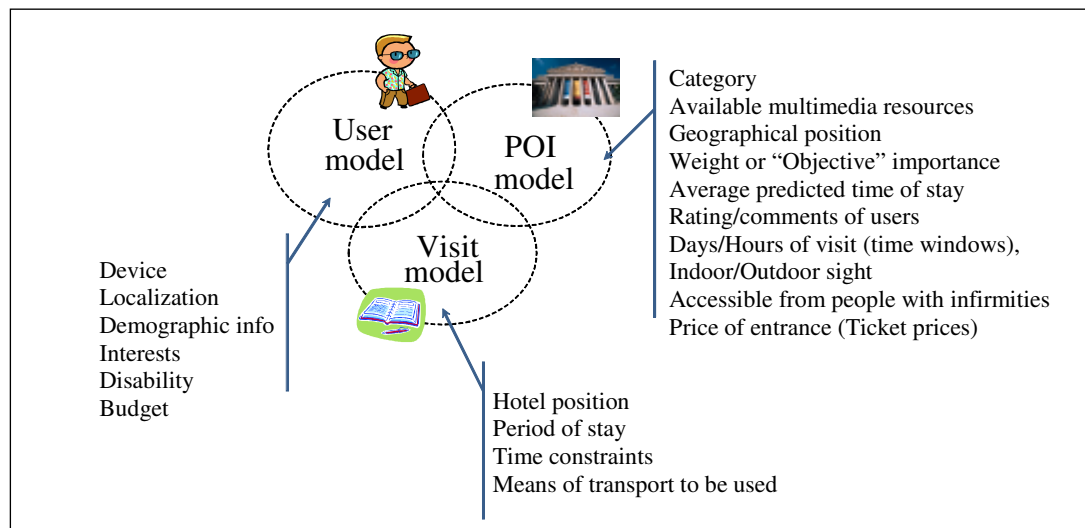 User
model
POI
model
Visit
model
Category
Available multimedia resources
Geographical position
Weight or “Objective” importance
Average predicted time of stay
Rating/comments of users
Days/Hours of visit (time windows),
Indoor/Outdoor sight
Accessible from people with infirmities
Price of entrance (Ticket prices)
Device
Localization
Demographic info
Interests
Disability
Budget
Hotel position
Period of stay
Time constraints
Means of transport to be used